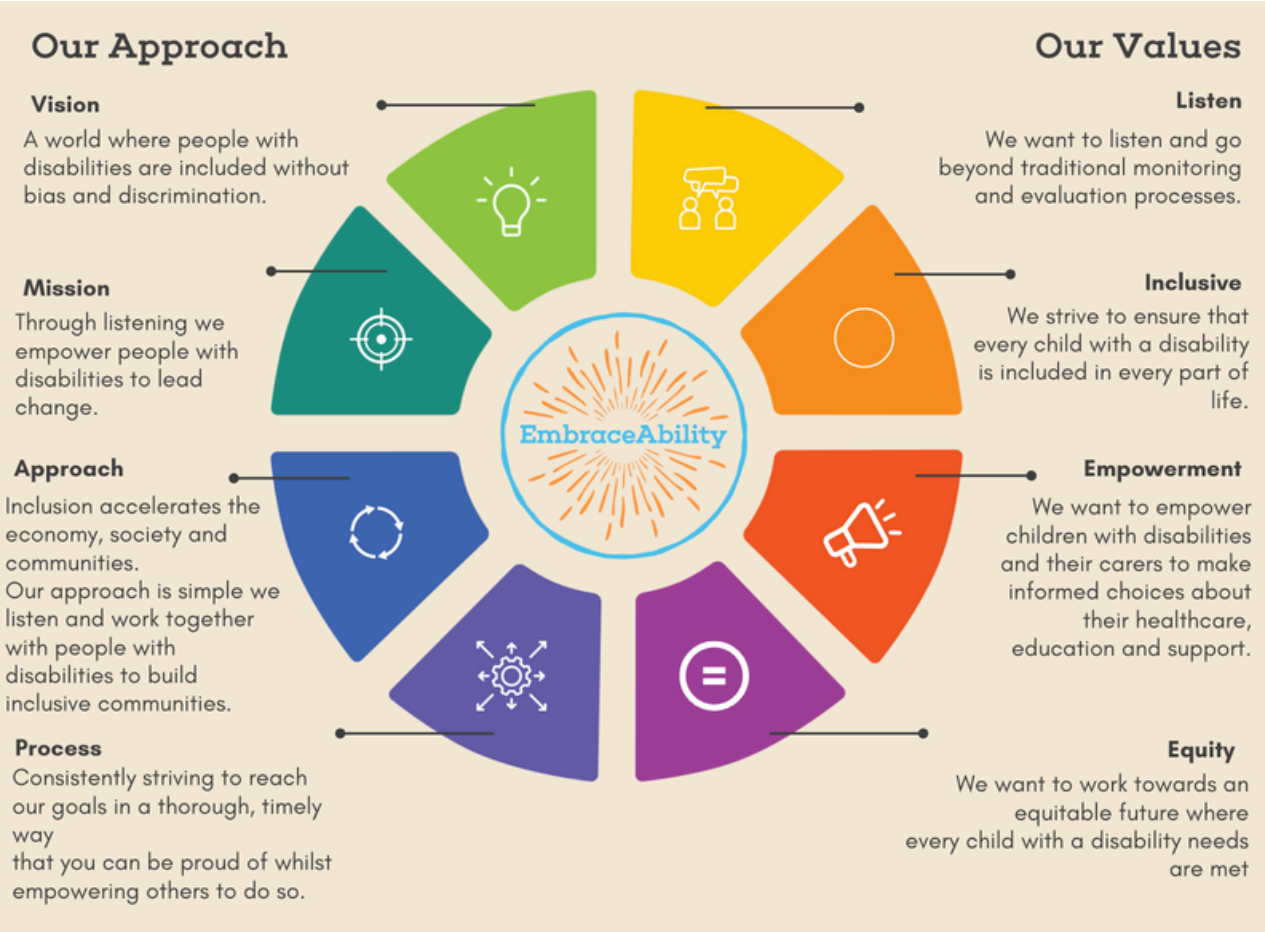 Our Approach
Vision
A world where people with
disabilities are included without
bias and discrimination.
Mission
Through listening we
empower people with
disabilities to lead
change.
Approach
Inclusion accelerates the
economy, society and
communities.
Our approach is simple we
listen and work together
with people with
disabilities to build
inclusive communities.
Process
Consistently striving to reach
our goals in a thorough, timely
way
that you can be proud of whilst
empowering others to do so.
EmbraceAbility
Our Values
Listen
We want to listen and go
beyond traditional monitoring
and evaluation processes.
Inclusive
We strive to ensure that
every child with a disability
is included in every part of
life.
Empowerment
We want to empower
children with disabilities
and their carers to make
informed choices about
their healthcare,
education and support.
Equity
We want to work towards an
equitable future where
every child with a disability needs
are met